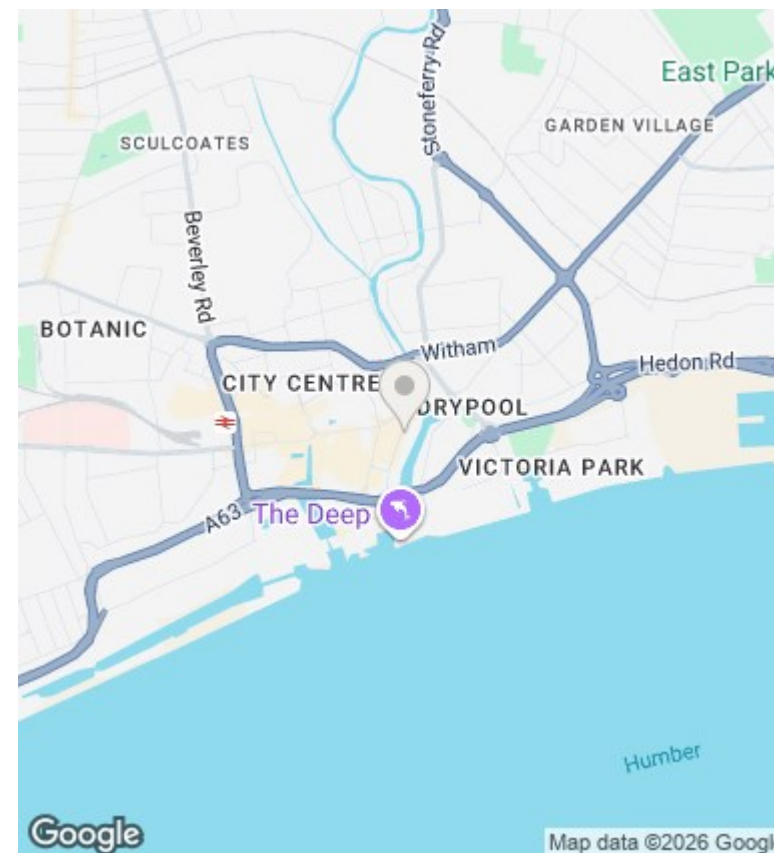 East Park
Stoneferry Rd
GARDEN VILLAGE
SCULCOATES
Beverley Rd
BOTANIC
Witham
Hedon Rd
CITY CENTRE
DRYPOOL
VICTORIA PARK
A63
The Deep
Humber
Google
Map data ©2026 Google